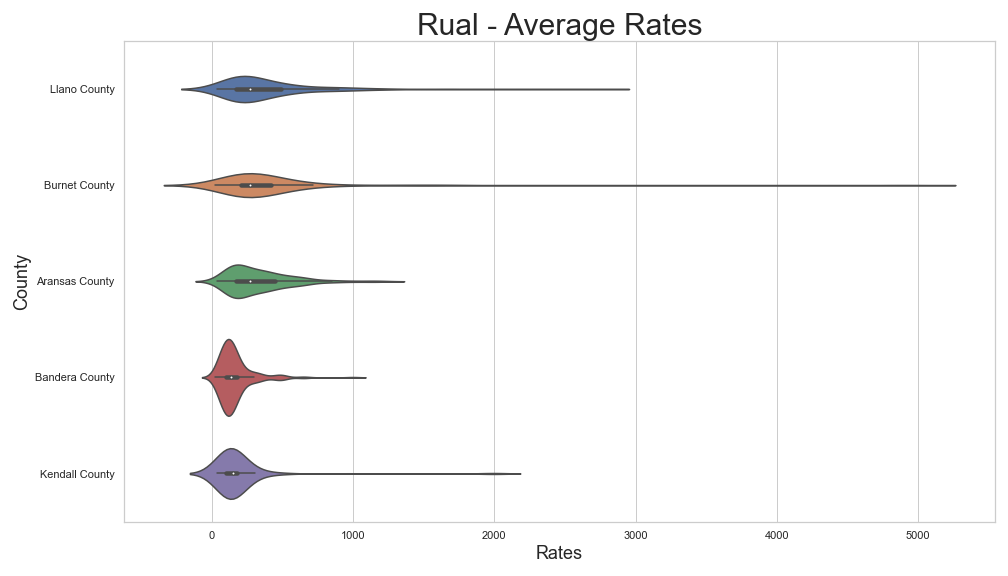 Rual - Average Rates
County
Llano County
Burnet County
Aransas County
Bandera County
Kendall County
0 1000 2000 3000 4000 5000
Rates